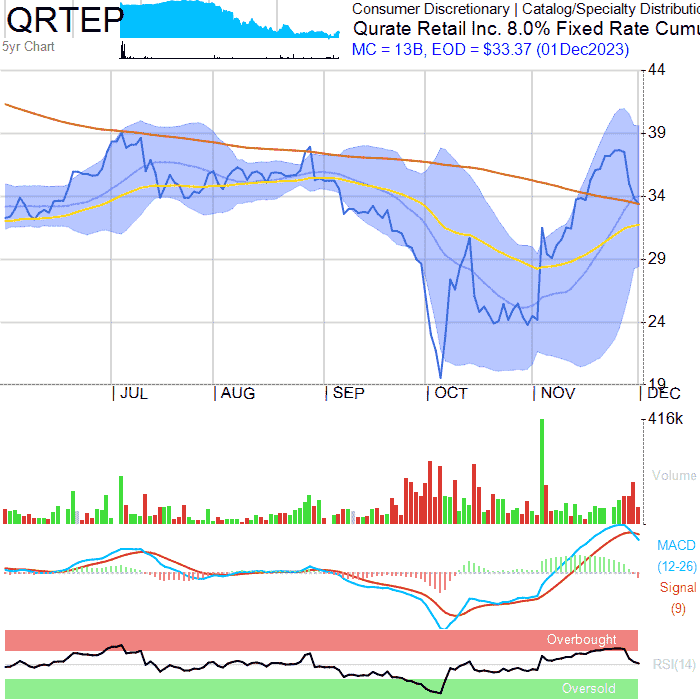 QRTEP
5yr Chart
Consumer Discretionary | Catalog/Specialty Distributio
Qurate Retail Inc. 8.0% Fixed Rate Cumu
MC = 13B, EOD = $33.37 (01Dec2023)
44
39
34
29
24
19
JUL AUG SEP OCT NOV DEC
416k
Volume
MACD
(12-26)
Signal
(9)
Overbought
RSI(14)
Oversold